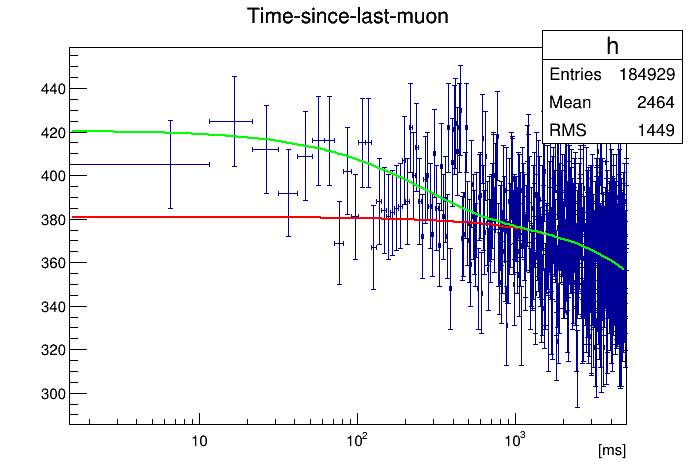 Time-since-last-muon
h
Entries 184929
Mean 2464
RMS 1449
440
420
400
380
360
340
320
300
10
10²
10³
[ms]